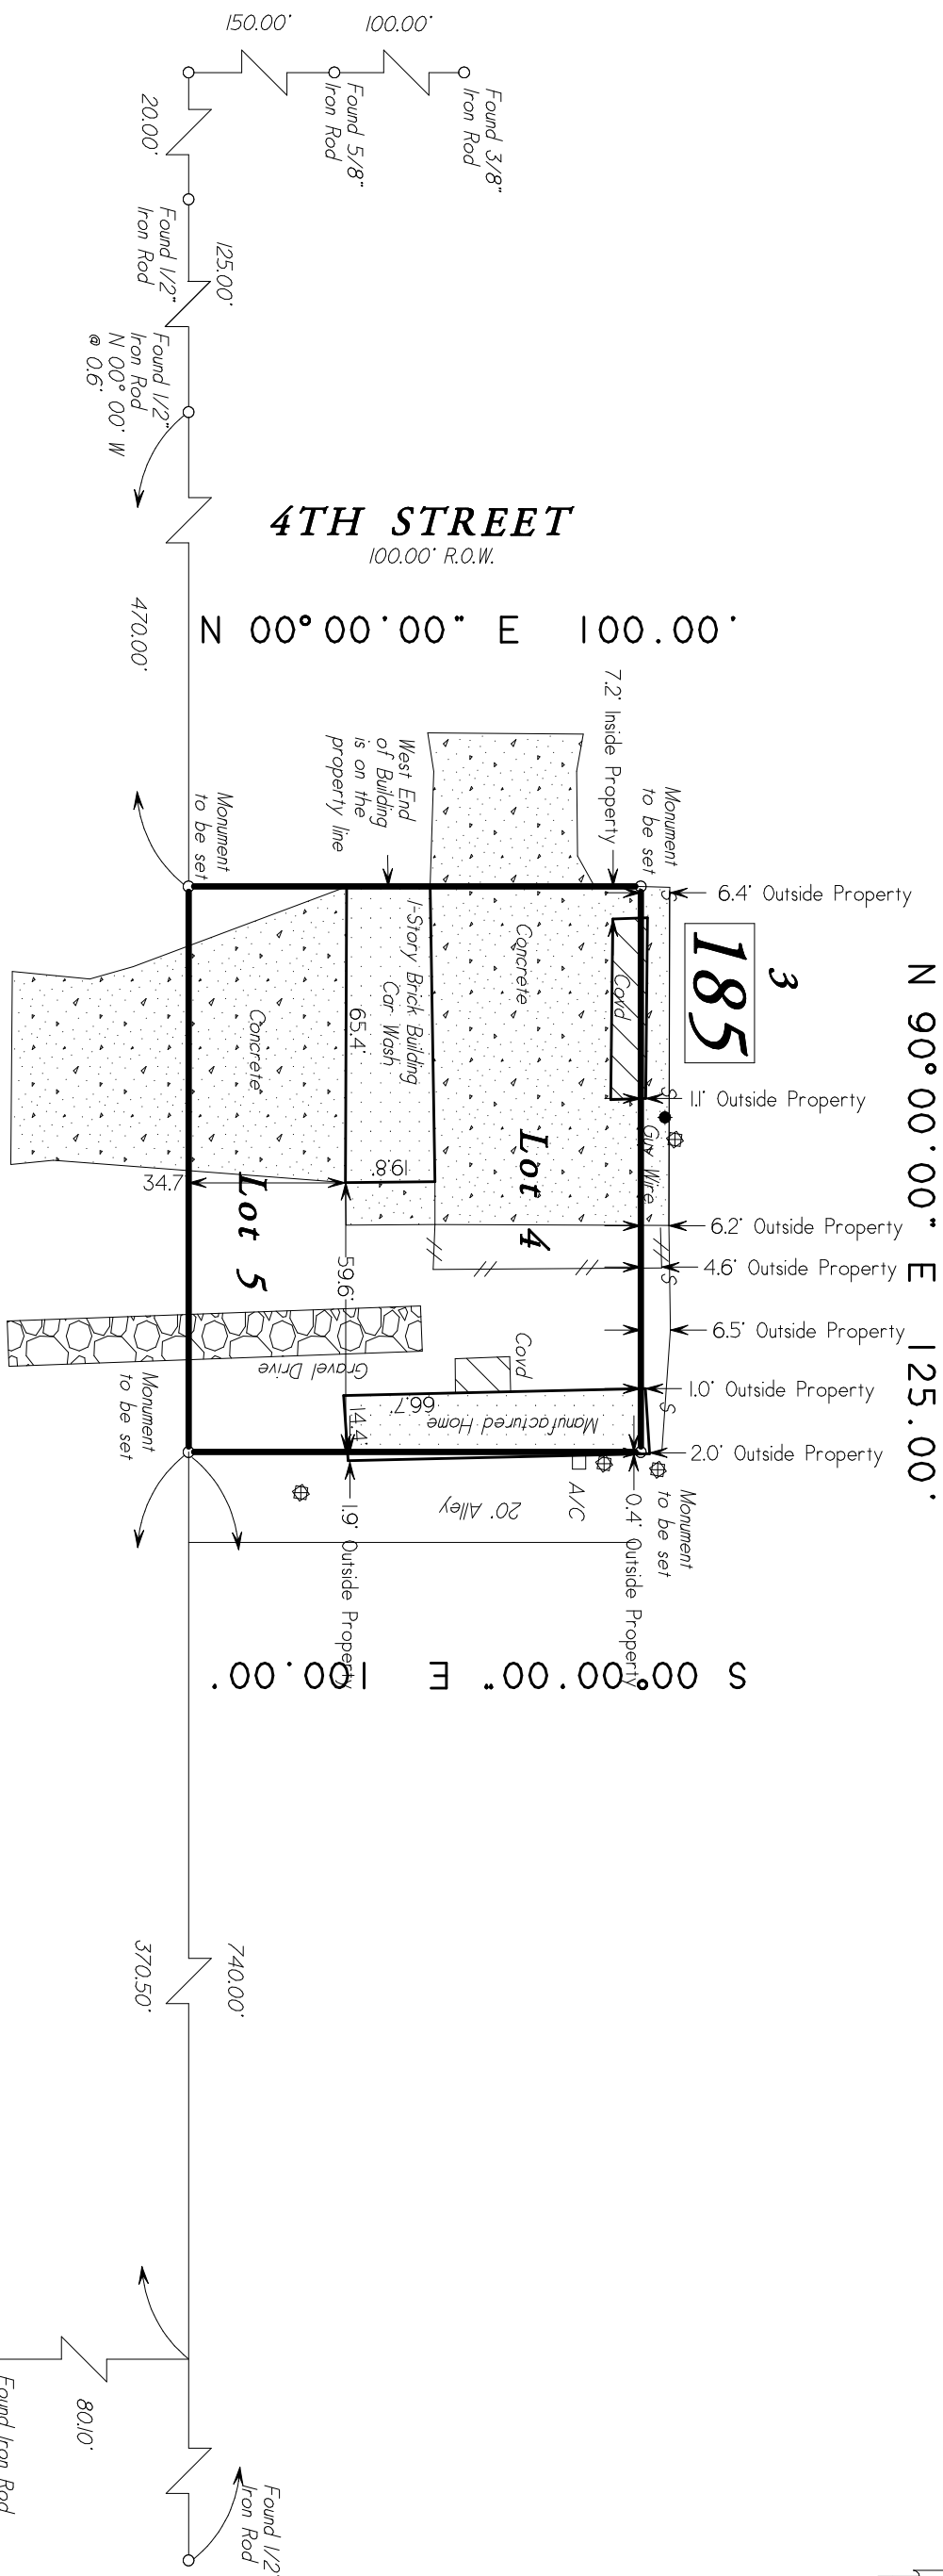 150.00'
100.00'
Found 3/8"
Iron Rod
Found 5/8"
Iron Rod
20.00'
Found 1/2"
Iron Rod
125.00'
Found 1/2"
Iron Rod
N 00° 00' W
@ 0.6'
4TH STREET
100.00' R.O.W.
N 00°00'00" E 100.00'
470.00'
7.2' Inside Property
West End
of Building
is on the
property line
Monument
to be set
Monument
to be set
6.4' Outside Property
3
185
N 90°00'00" E 125.00'
Concrete
Cov'd
1-Story Brick Building
Car Wash
65.4'
19.8'
Concrete
34.7
Lot 4
Lot 5
1.1' Outside Property
S
S
Guy Wire
6.2' Outside Property
4.6' Outside Property
S
6.5' Outside Property
1.0' Outside Property
S
2.0' Outside Property
59.6'
Gravel Drive
Cov'd
66.7'
14.4'
Manufactured Home
Monument
to be set
Monument
to be set
A/C
20' Alley
0.4' Outside Property
1.9' Outside Property
S 00°00'00" E 100.00'
740.00'
370.50'
80.10'
Found Iron Rod
Found 1/2
Iron Rod